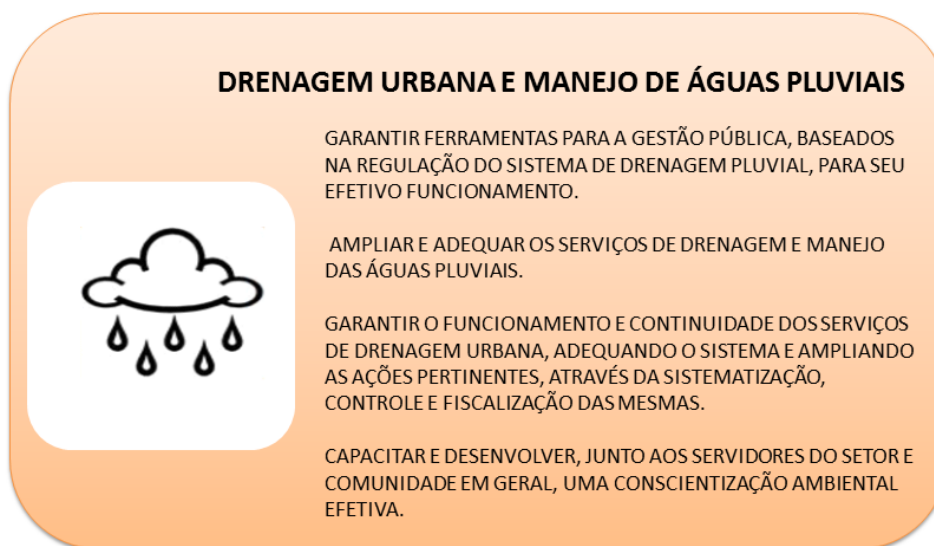 DRENAGEM URBANA E MANEJO DE ÁGUAS PLUVIAIS
GARANTIR FERRAMENTAS PARA A GESTÃO PÚBLICA, BASEADOS
NA REGULAÇÃO DO SISTEMA DE DRENAGEM PLUVIAL, PARA SEU
EFETIVO FUNCIONAMENTO.
AMPLIAR E ADEQUAR OS SERVIÇOS DE DRENAGEM E MANEJO
DAS ÁGUAS PLUVIAIS.
GARANTIR O FUNCIONAMENTO E CONTINUIDADE DOS SERVIÇOS
DE DRENAGEM URBANA, ADEQUANDO O SISTEMA E AMPLIANDO
AS AÇÕES PERTINENTES, ATRAVÉS DA SISTEMATIZAÇÃO,
CONTROLE E FISCALIZAÇÃO DAS MESMAS.
CAPACITAR E DESENVOLVER, JUNTO AOS SERVIDORES DO SETOR E
COMUNIDADE EM GERAL, UMA CONSCIENTIZAÇÃO AMBIENTAL
EFETIVA.